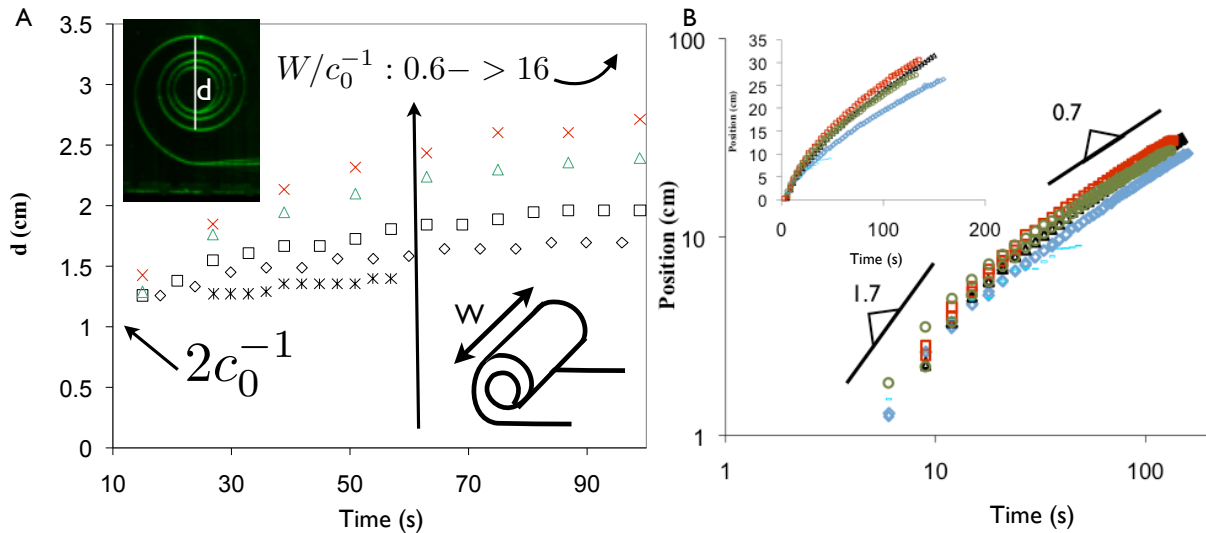 A
3.5
3
2.5
2
1.5
1
0.5
0
d (cm)
10 30 50 70 90
Time (s)
d
W/c₀⁻¹ : 0.6− > 16
2c₀⁻¹
W
B
100
10
1
Position (cm)
1 10 100
Time (s)
0.7
1.7
35
30
25
20
15
10
5
0
Position (cm)
0 100 200
Time (s)